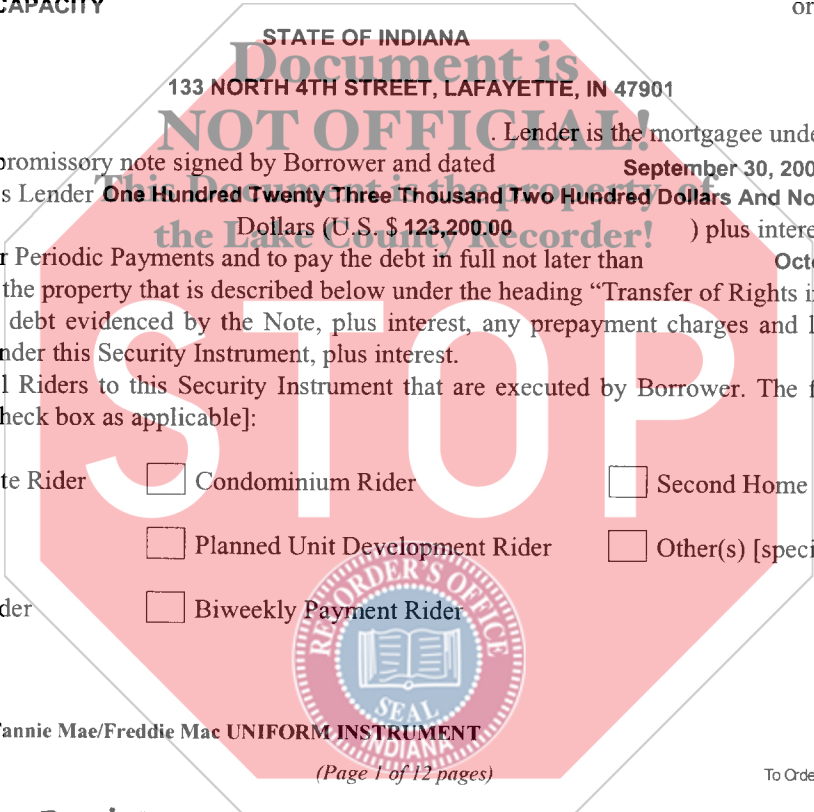 CAPACITY or
STATE OF INDIANA
Document is
133 NORTH 4TH STREET, LAFAYETTE, IN 47901
NOT OFFICIAL!
. Lender is the mortgagee unde
promissory note signed by Borrower and dated September 30, 200
This Document is the property of
s Lender One Hundred Twenty Three Thousand Two Hundred Dollars And No
Dollars (U.S. $ 123,200.00 ) plus intere
the Lake County Recorder!
r Periodic Payments and to pay the debt in full not later than Octo
the property that is described below under the heading “Transfer of Rights i
debt evidenced by the Note, plus interest, any prepayment charges and l
nder this Security Instrument, plus interest.
l Riders to this Security Instrument that are executed by Borrower. The f
heck box as applicable]:
STOP
te Rider Condominium Rider Second Home
Planned Unit Development Rider Other(s) [speci
der Biweekly Payment Rider
RECORDER'S OFFICE
SEAL
INDIANA
Fannie Mae/Freddie Mac UNIFORM INSTRUMENT
(Page 1 of 12 pages)
To Orde